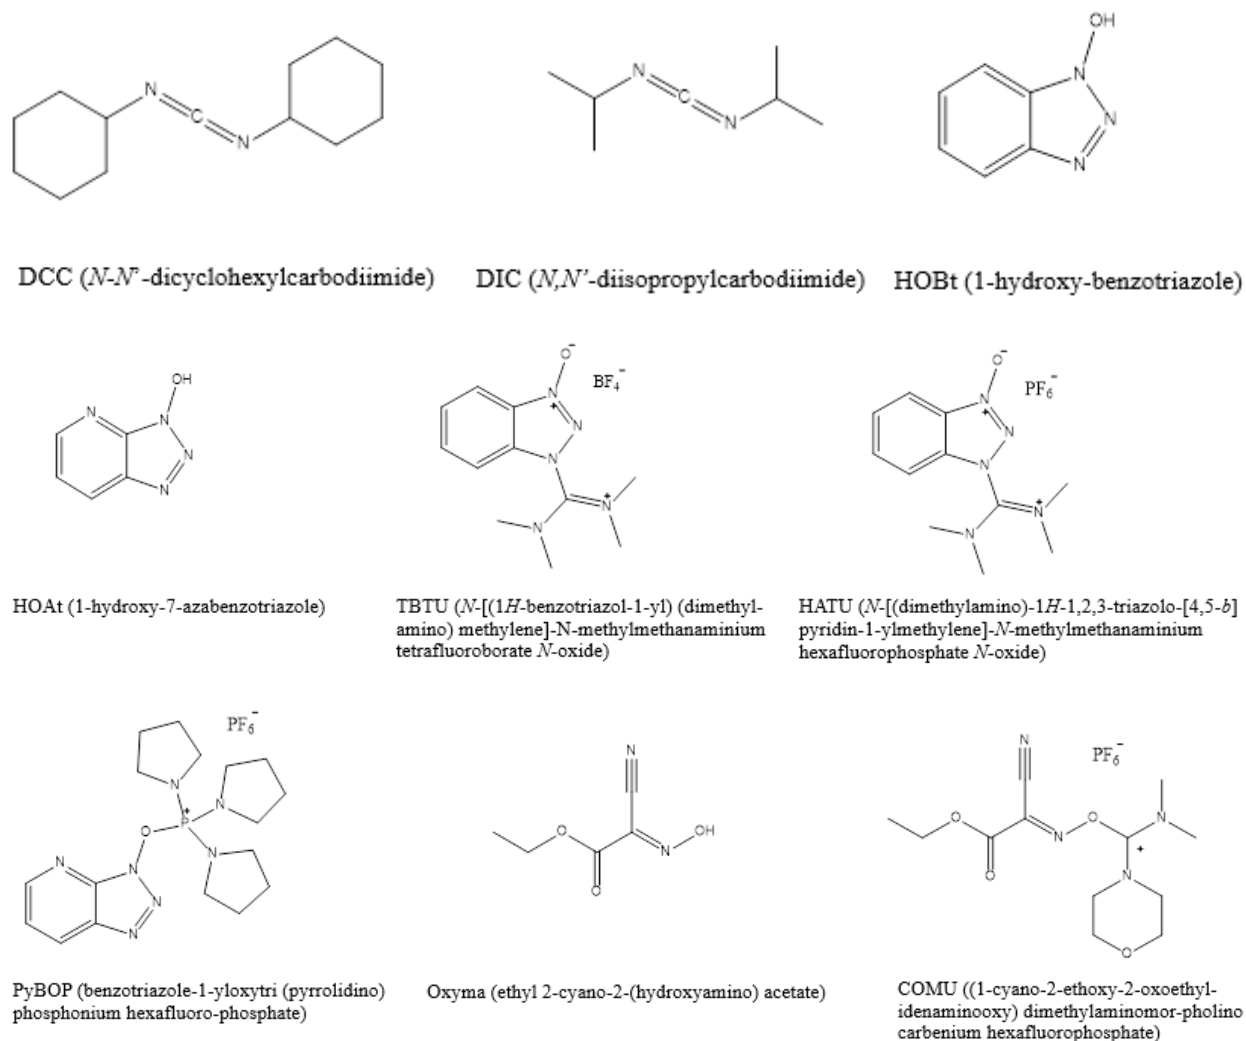 OH
N
C
N
N
C
N
N
N
N
DCC (N-N'-dicyclohexylcarbodiimide)
DIC (N,N'-diisopropylcarbodiimide)
HOBt (1-hydroxy-benzotriazole)
OH
N
N
N
N
O⁻
BF₄⁻
N
+
N
N
N
N
+
O⁻
PF₆⁻
N
+
N
N
N
N
+
HOAt (1-hydroxy-7-azabenzotriazole)
TBTU (N-[(1H-benzotriazol-1-yl) (dimethyl-
amino) methylene]-N-methylmethanaminium
tetrafluoroborate N-oxide)
HATU (N-[(dimethylamino)-1H-1,2,3-triazolo-[4,5-b]
pyridin-1-ylmethylene]-N-methylmethanaminium
hexafluorophosphate N-oxide)
PF₆⁻
N
N
P
+
O
N
N
N
N
N
N
O
O
N
OH
N
PF₆⁻
O
O
N
O
N
+
N
O
PyBOP (benzotriazole-1-yloxytri (pyrrolidino)
phosphonium hexafluoro-phosphate)
Oxyma (ethyl 2-cyano-2-(hydroxyamino) acetate)
COMU ((1-cyano-2-ethoxy-2-oxoethyl-
idenaminooxy) dimethylaminomor-pholino
carbenium hexafluorophosphate)